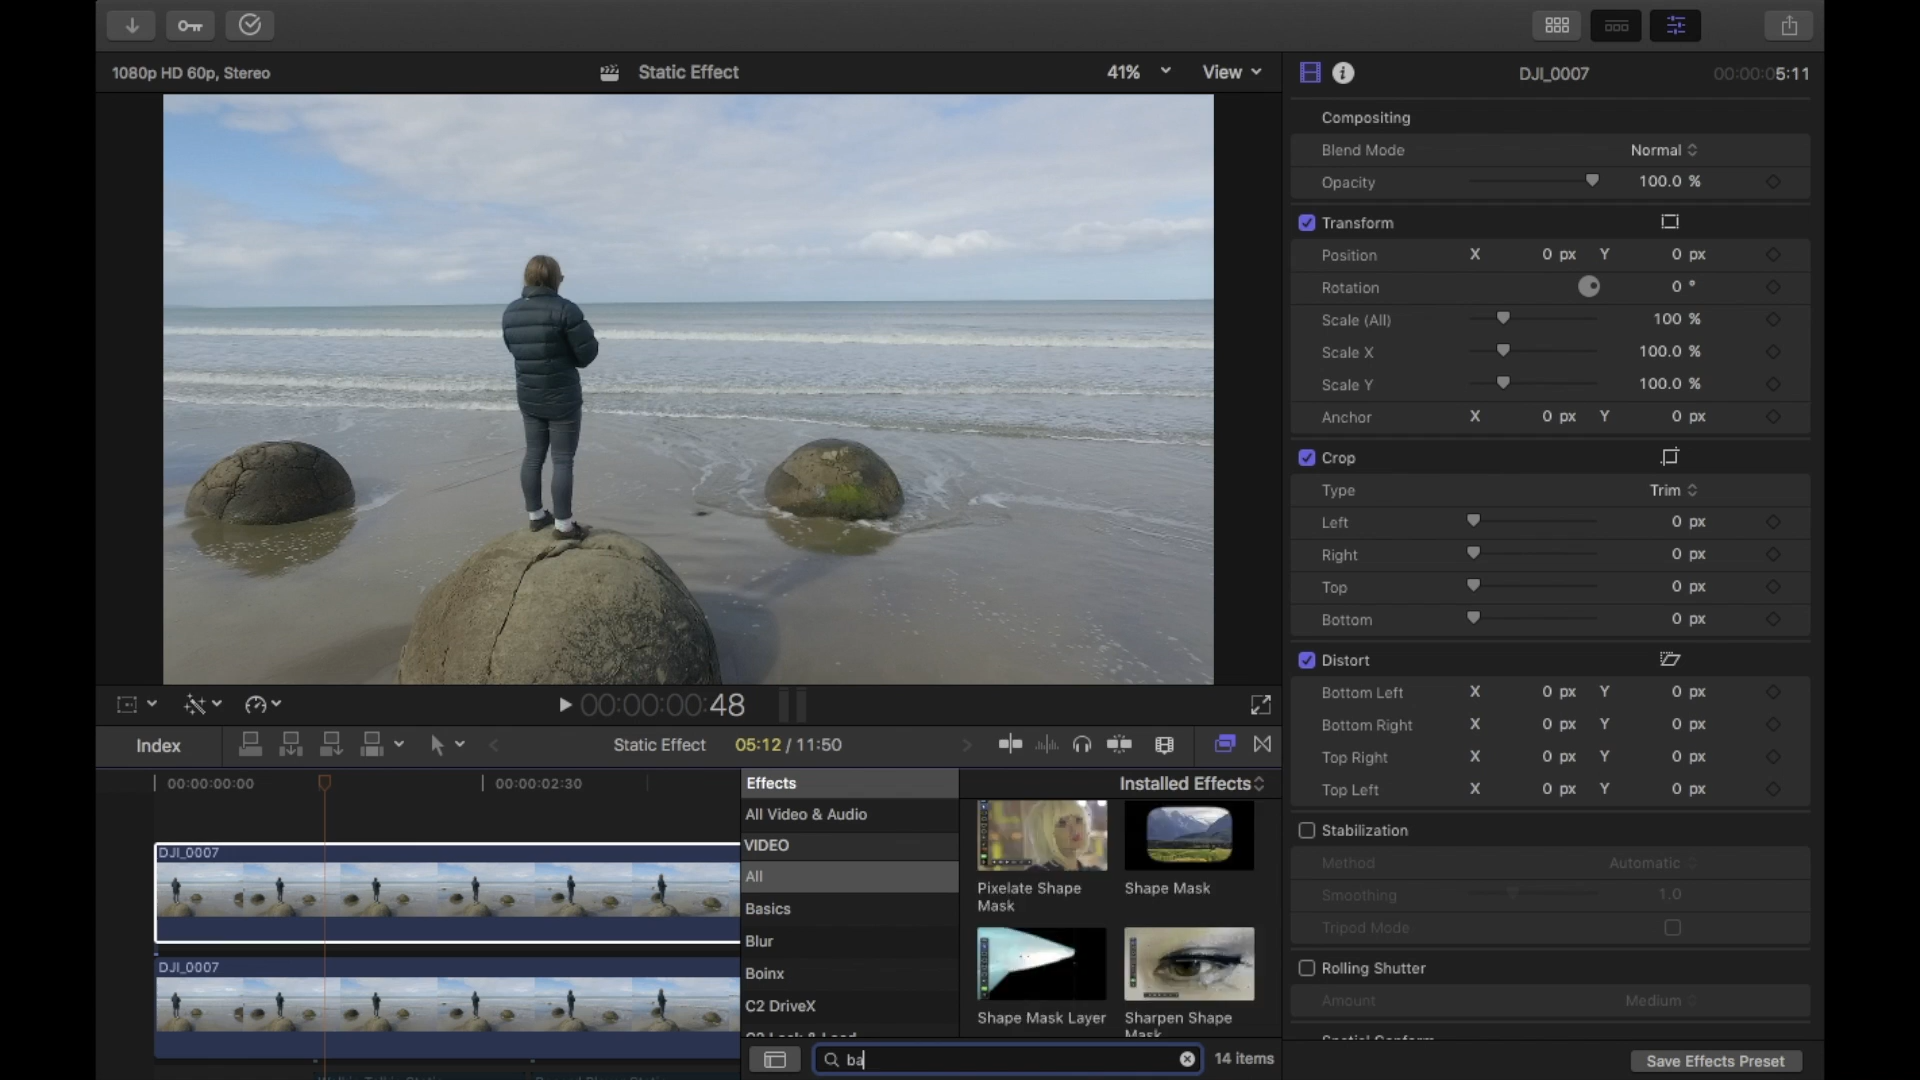 1080p HD 60p, Stereo
Static Effect
41%
View
DJI_0007
00:00:05:11
Compositing
Blend Mode
Normal
Opacity
100.0 %
Transform
Position X 0 px Y 0 px
Rotation 0 °
Scale (All) 100 %
Scale X 100.0 %
Scale Y 100.0 %
Anchor X 0 px Y 0 px
Crop
Type Trim
Left 0 px
Right 0 px
Top 0 px
Bottom 0 px
Distort
Bottom Left X 0 px Y 0 px
Bottom Right X 0 px Y 0 px
Top Right X 0 px Y 0 px
Top Left X 0 px Y 0 px
Stabilization
Method Automatic
Smoothing 1.0
Tripod Mode
Rolling Shutter
Amount Medium
Save Effects Preset
00:00:00:48
Index
Static Effect
05:12 / 11:50
00:00:00:00
00:00:02:30
DJI_0007
DJI_0007
Effects
All Video & Audio
VIDEO
All
Basics
Blur
Boinx
C2 DriveX
Installed Effects
Pixelate Shape
Mask
Shape Mask
Shape Mask Layer
Sharpen Shape
Mask
ba
14 items